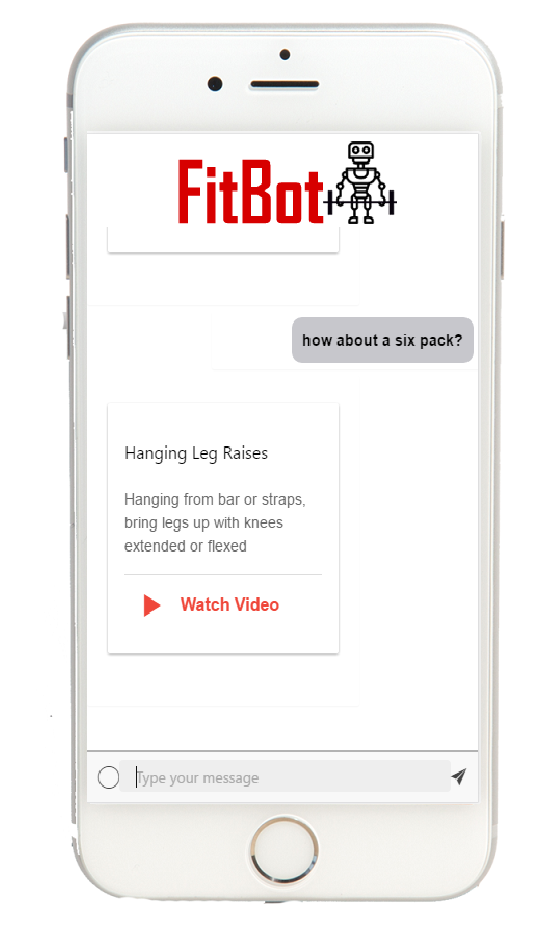 FitBot
how about a six pack?
Hanging Leg Raises
Hanging from bar or straps,
bring legs up with knees
extended or flexed
Watch Video
Type your message